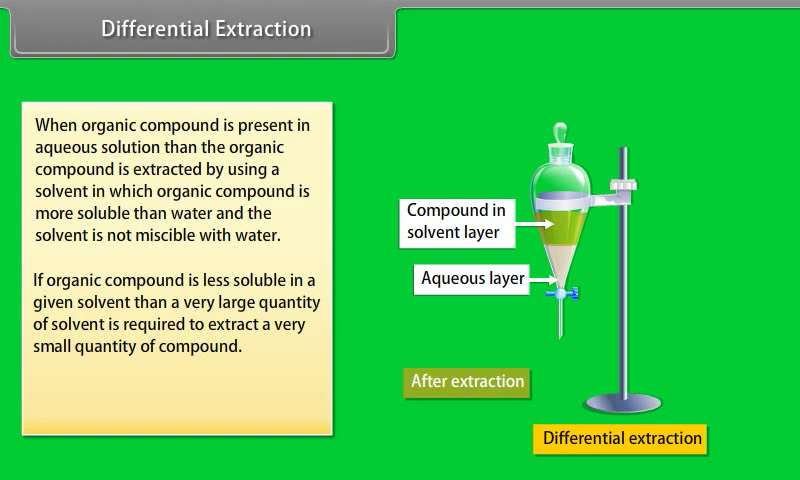 Differential Extraction
When organic compound is present in
aqueous solution than the organic
compound is extracted by using a
solvent in which organic compound is
more soluble than water and the
solvent is not miscible with water.
If organic compound is less soluble in a
given solvent than a very large quantity
of solvent is required to extract a very
small quantity of compound.
Compound in
solvent layer
Aqueous layer
After extraction
Differential extraction